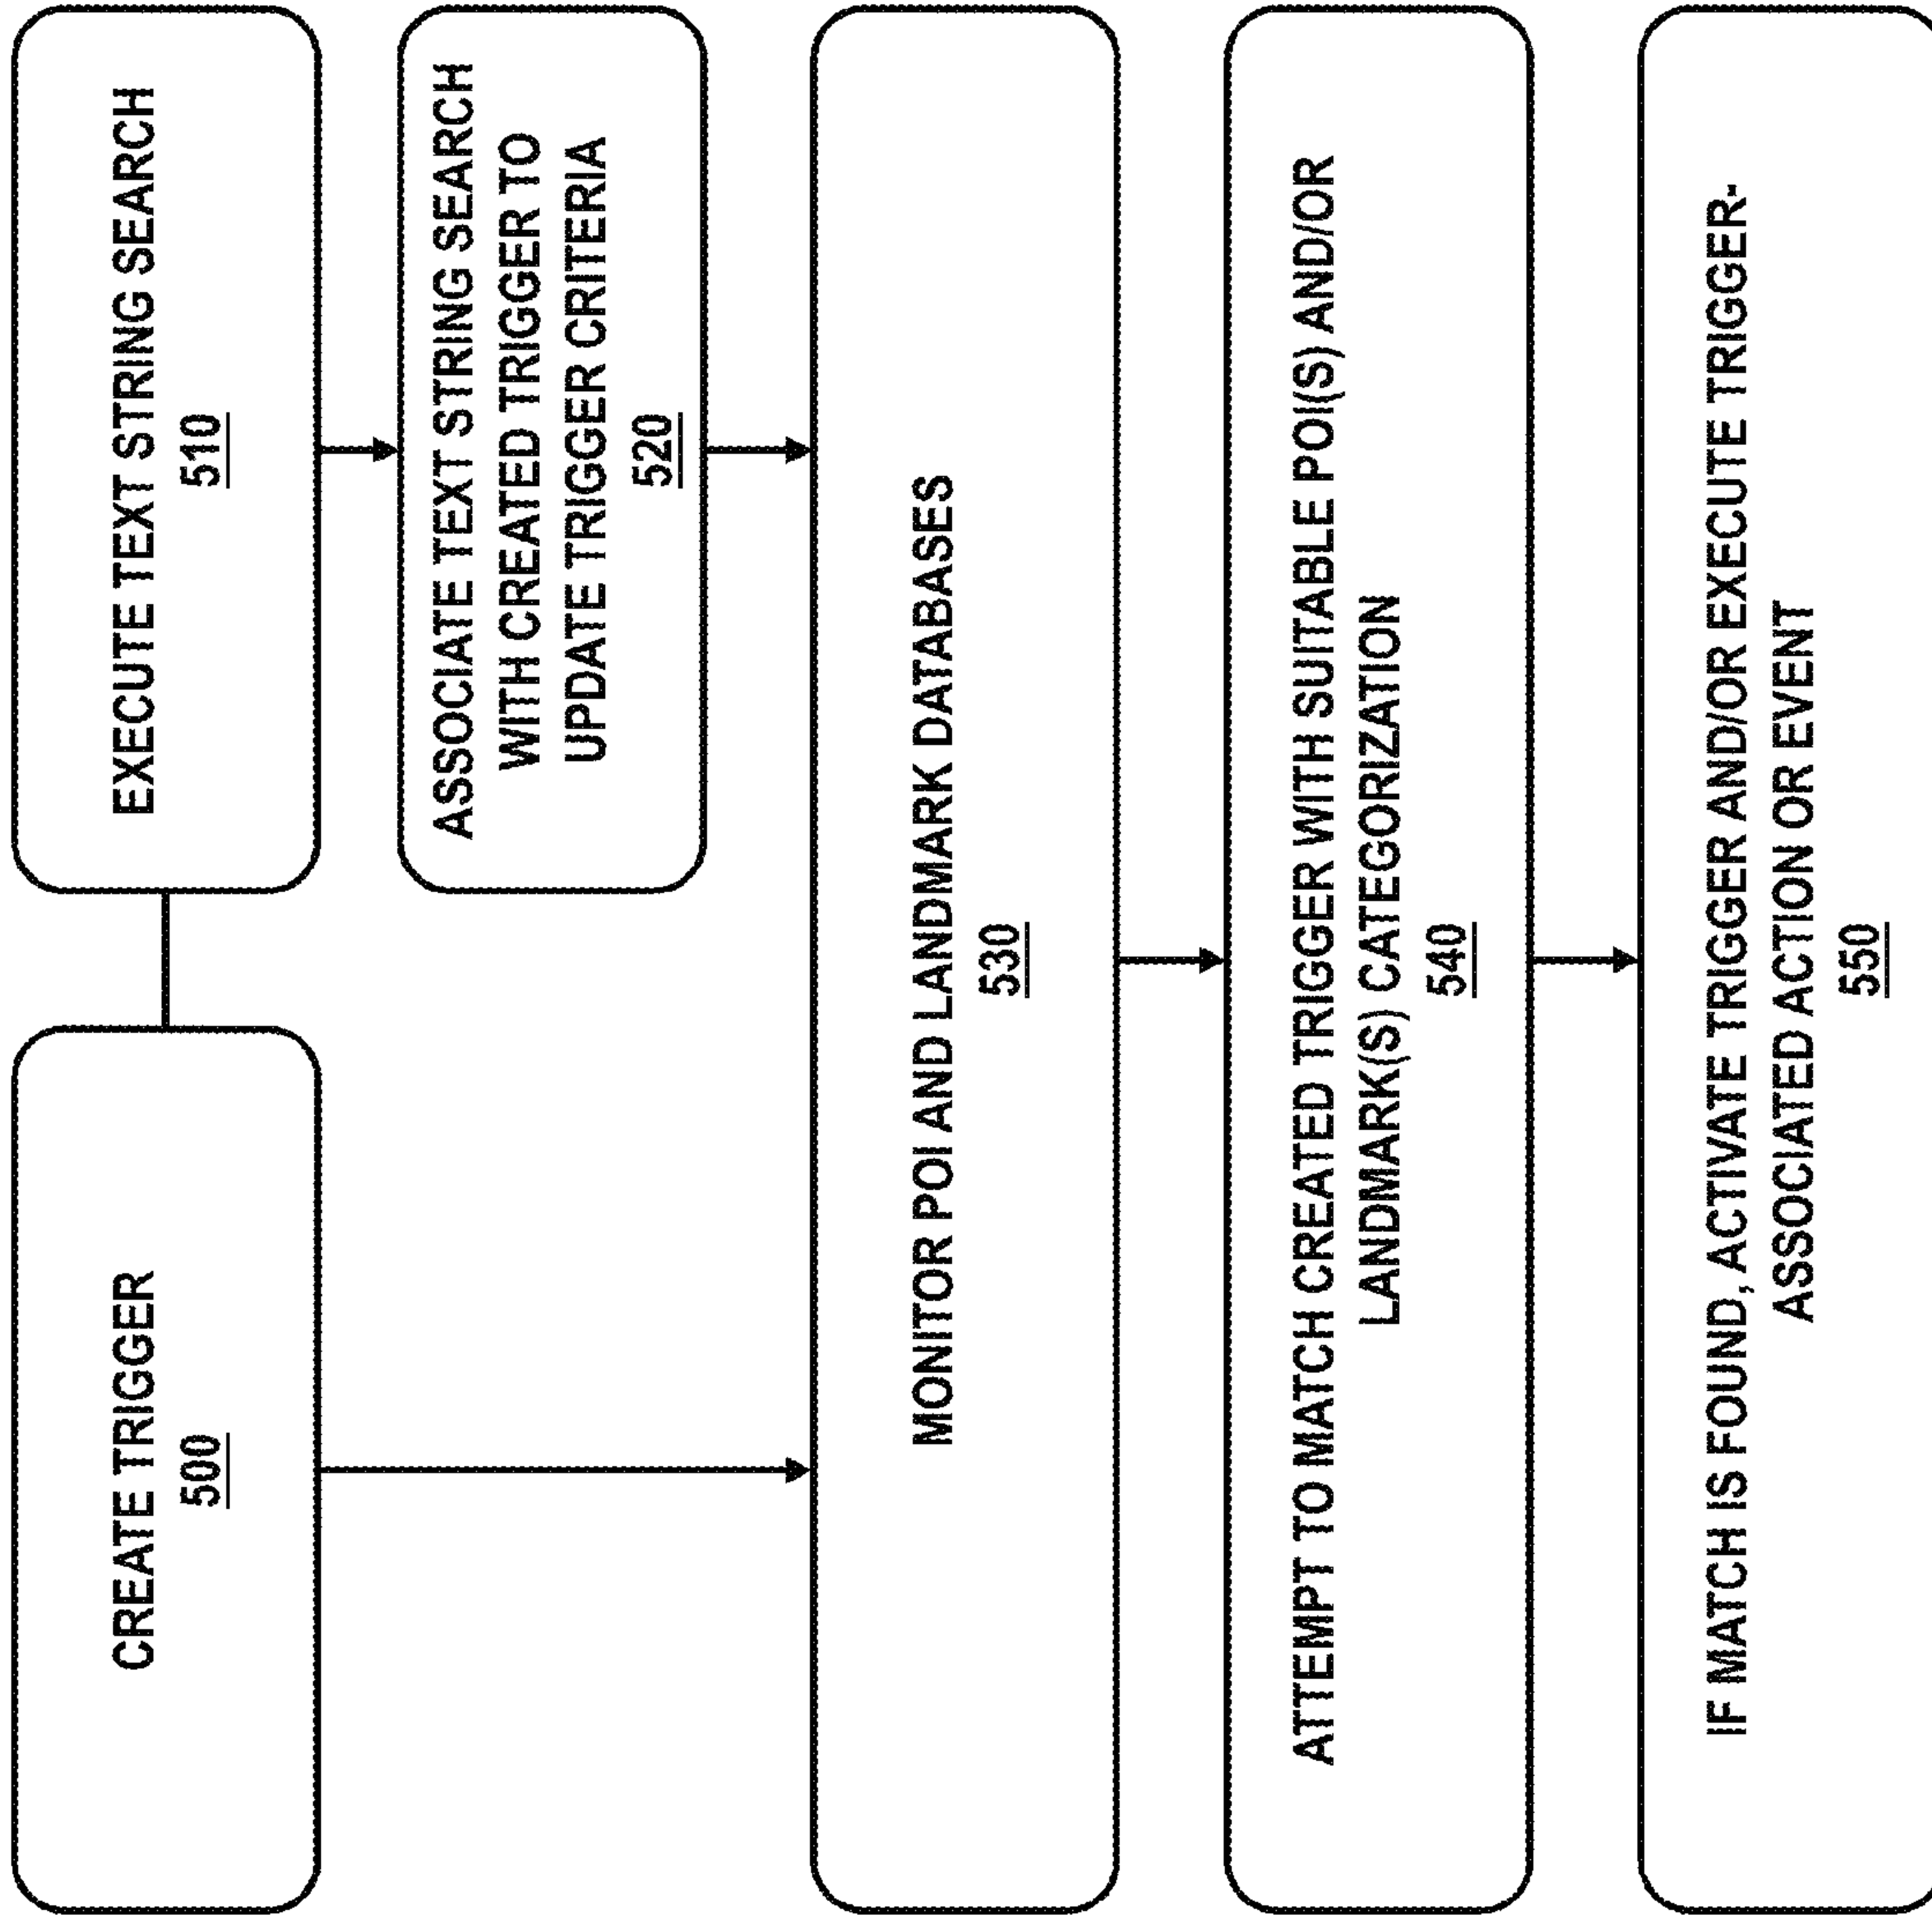 CREATE TRIGGER
500
EXECUTE TEXT STRING SEARCH
510
ASSOCIATE TEXT STRING SEARCH
WITH CREATED TRIGGER TO
UPDATE TRIGGER CRITERIA
520
MONITOR POI AND LANDMARK DATABASES
530
ATTEMPT TO MATCH CREATED TRIGGER WITH SUITABLE POI(S) AND/OR
LANDMARK(S) CATEGORIZATION
540
IF MATCH IS FOUND, ACTIVATE TRIGGER AND/OR EXECUTE TRIGGER-
ASSOCIATED ACTION OR EVENT
550